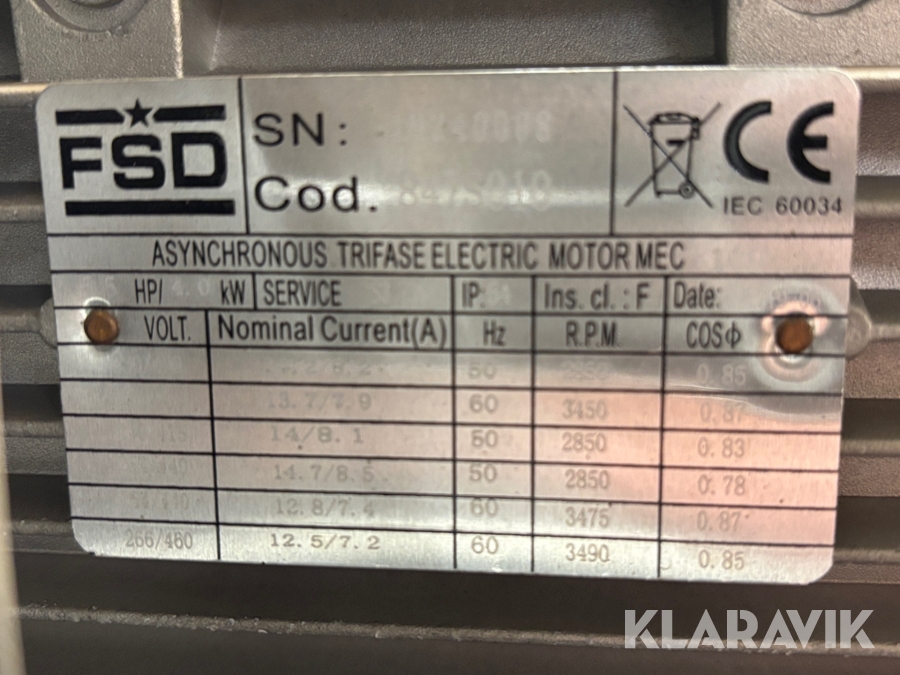 FSD
SN:
Cod.
IEC 60034
ASYNCHRONOUS TRIFASE ELECTRIC MOTOR MEC
HP/ 4.0 kW SERVICE IP: Ins. cl. : F Date:
VOLT. Nominal Current(A) Hz R.P.M. COSΦ
50 0.85
13.7/7.9 60 3450 0.87
14/8.1 50 2850 0.83
14.7/8.5 50 2850 0.78
12.8/7.4 60 3475 0.87
266/460 12.5/7.2 60 3490 0.85
KLARAVIK